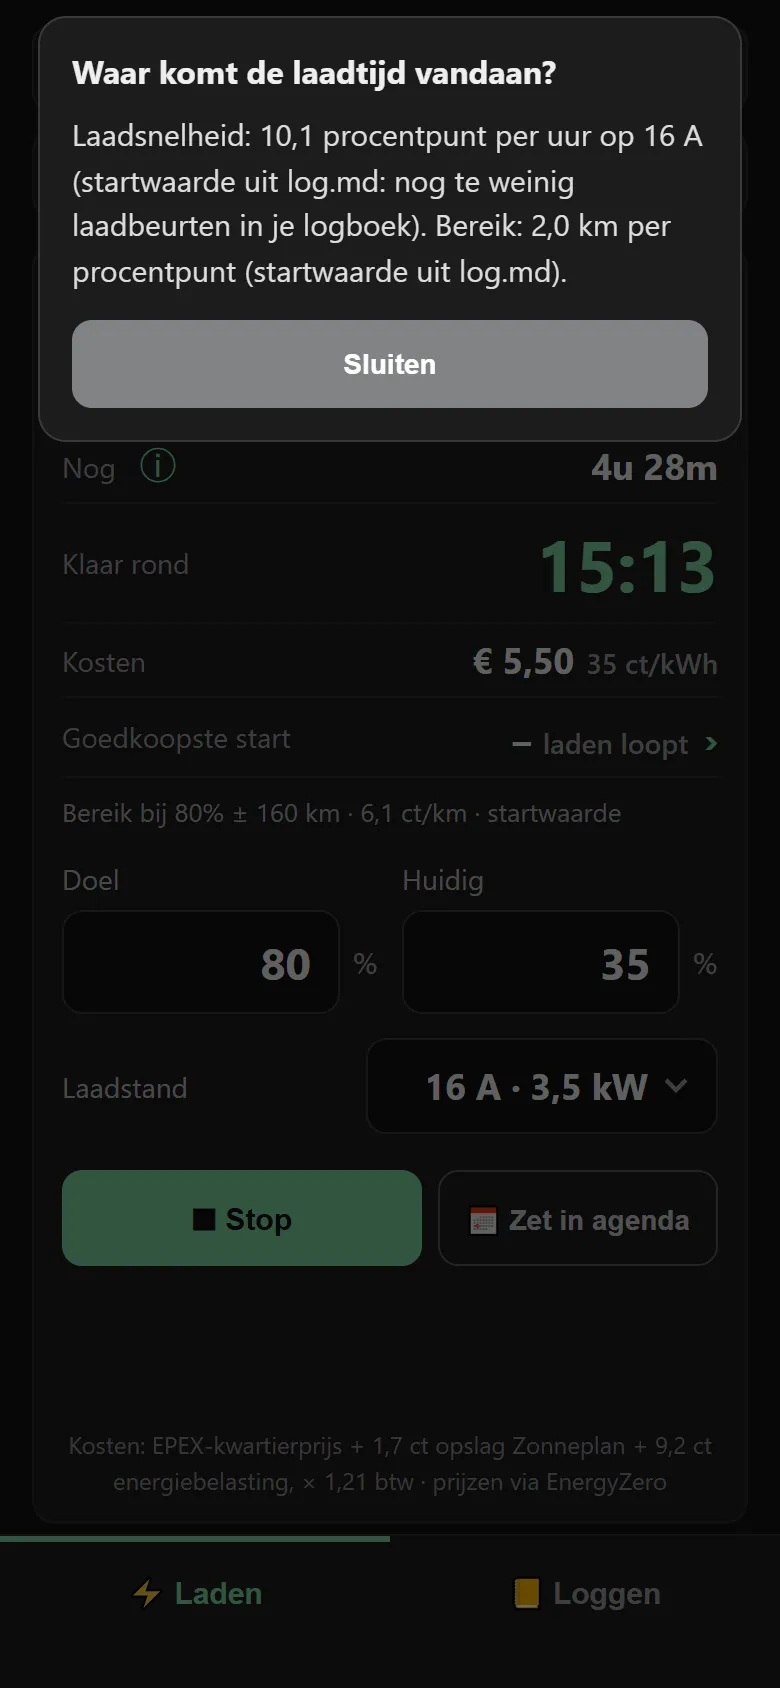 Waar komt de laadtijd vandaan?
Laadsnelheid: 10,1 procentpunt per uur op 16 A
(startwaarde uit log.md: nog te weinig
laadbeurten in je logboek). Bereik: 2,0 km per
procentpunt (startwaarde uit log.md).
Sluiten
Nog ⓘ 4u 28m
Klaar rond 15:13
Kosten € 5,50 35 ct/kWh
Goedkoopste start – laden loopt ›
Bereik bij 80% ± 160 km · 6,1 ct/km · startwaarde
Doel Huidig
80 % 35 %
Laadstand 16 A · 3,5 kW
Stop Zet in agenda
Kosten: EPEX-kwartierprijs + 1,7 ct opslag Zonneplan + 9,2 ct
energiebelasting, × 1,21 btw · prijzen via EnergyZero
Laden Loggen